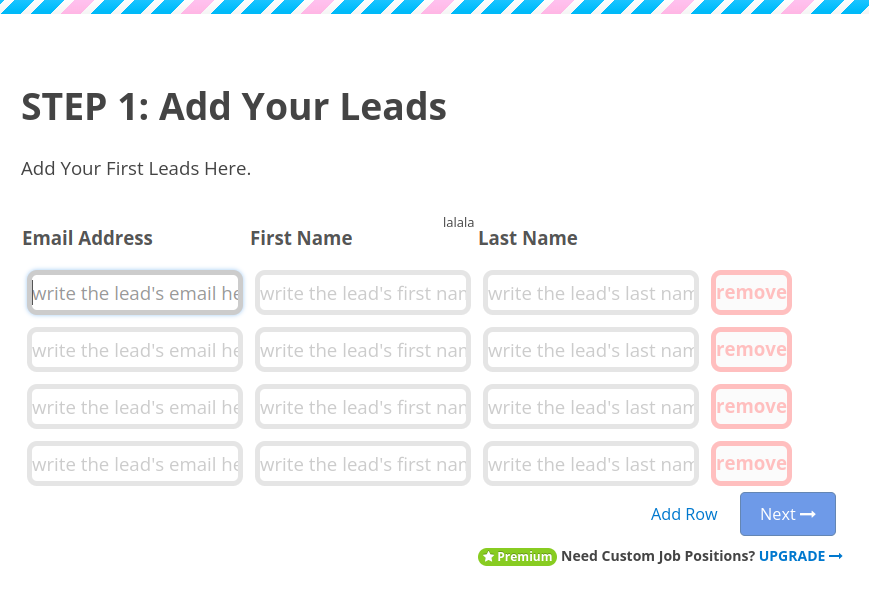 STEP 1: Add Your Leads
Add Your First Leads Here.
lalala
Email Address First Name Last Name
write the lead's email he write the lead's first nam write the lead's last nam remove
write the lead's email he write the lead's first nam write the lead's last nam remove
write the lead's email he write the lead's first nam write the lead's last nam remove
write the lead's email he write the lead's first nam write the lead's last nam remove
Add Row Next →
★ Premium Need Custom Job Positions? UPGRADE →